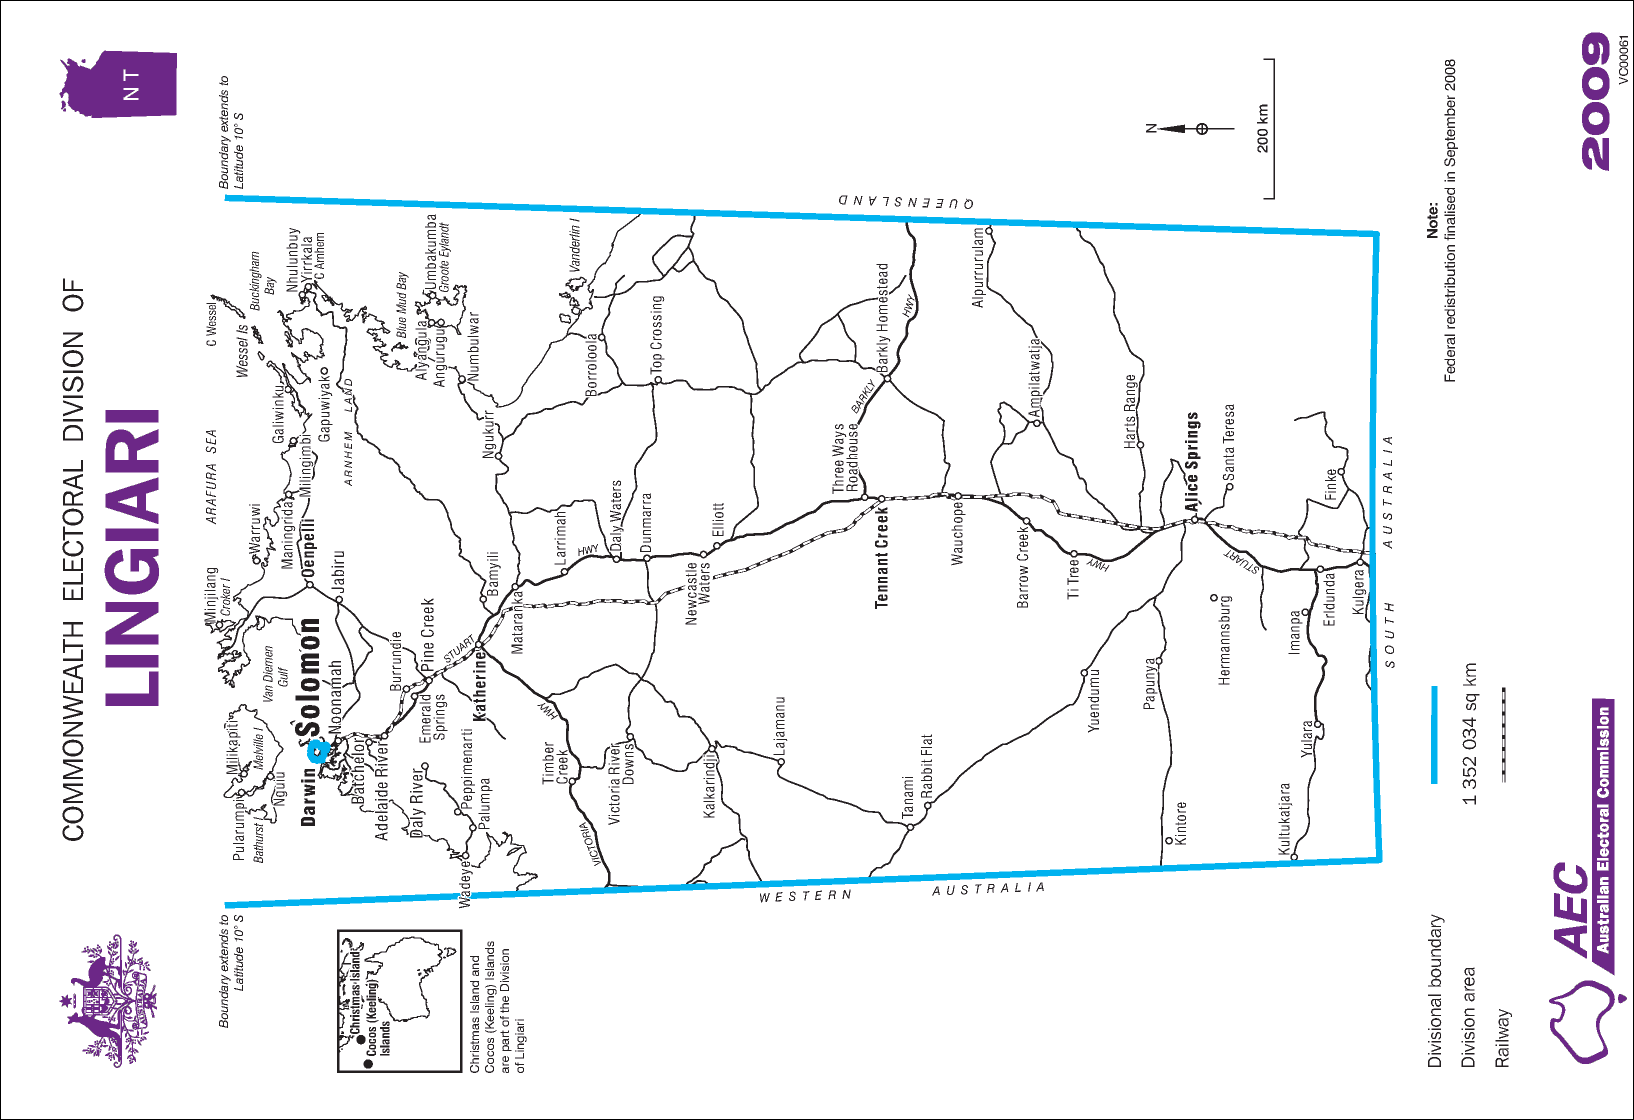 COMMONWEALTH ELECTORAL DIVISION OF
LINGIARI
NT
Boundary extends to
Latitude 10° S
Boundary extends to
Latitude 10° S
ARAFURA SEA
C Wessel
Wessel Is
Buckingham
Bay
Nhulunbuy
Yirrkala
C Arnhem
Galiwinku
Gapuwiyak
Milingimbi
ARNHEM LAND
Maningrida
Warruwi
Minjilang
Croker I
Oenpelli
Jabiru
Van Diemen
Gulf
Milikapiti
Melville I
Pularumpi
Bathurst I
Nguiu
Darwin
Solomon
Noonamah
Batchelor
Adelaide River
Burrundie
Pine Creek
Emerald
Springs
Daly River
Peppimenarti
Palumpa
Wadeye
Blue Mud Bay
Umbakumba
Groote Eylandt
Alyangula
Angurugu
Numbulwar
Ngukurr
Bamyili
STUART
Katherine
Mataranka
Larrimah
HWY
Daly Waters
Dunmarra
Vanderlin I
Borroloola
Top Crossing
HWY
Timber
Creek
VICTORIA
Victoria River
Downs
Kalkarindji
Lajamanu
Newcastle
Waters
Elliott
Three Ways
Roadhouse
BARKLY
Barkly Homestead
HWY
QUEENSLAND
Tennant Creek
Tanami
Rabbit Flat
Wauchope
Alpurrurulam
Ampilatwatja
Barrow Creek
Ti Tree
HWY
Harts Range
Yuendumu
Papunya
Kintore
Alice Springs
Santa Teresa
Hermannsburg
STUART
Imanpa
Erldunda
Kulgera
Finke
Yulara
Kultukatjara
WESTERN AUSTRALIA
SOUTH AUSTRALIA
Christmas Island
Cocos (Keeling)
Islands
Christmas Island and
Cocos (Keeling) Islands
are part of the Division
of Lingiari
N
200 km
Divisional boundary
Division area
1 352 034 sq km
Railway
Note:
Federal redistribution finalised in September 2008
AEC
Australian Electoral Commission
2009
VC00061